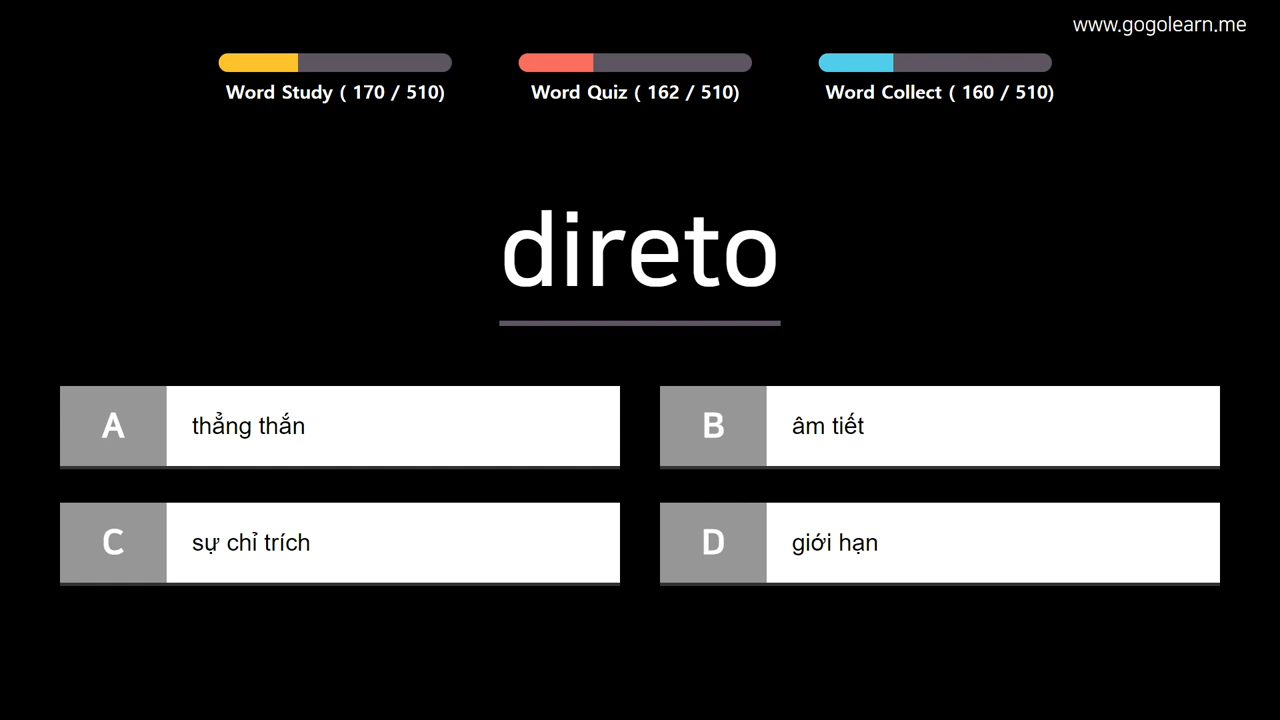 www.gogolearn.me
Word Study ( 170 / 510)
Word Quiz ( 162 / 510)
Word Collect ( 160 / 510)
direto
A
thẳng thắn
B
âm tiết
C
sự chỉ trích
D
giới hạn